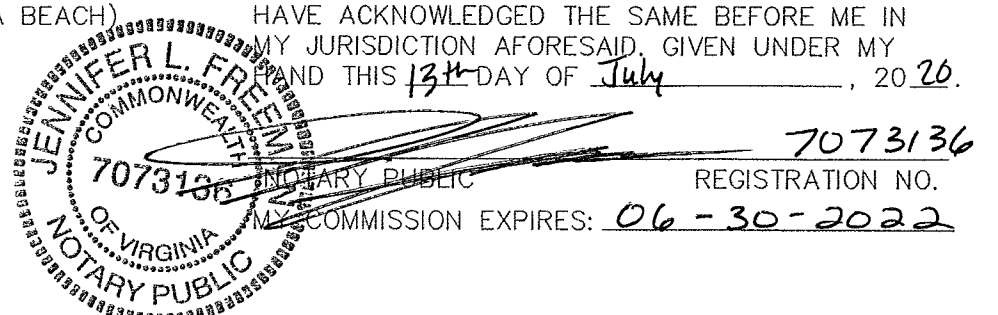 A BEACH) HAVE ACKNOWLEDGED THE SAME BEFORE ME IN
MY JURISDICTION AFORESAID. GIVEN UNDER MY
HAND THIS 13th DAY OF July, 2020.
7073136
NOTARY PUBLIC REGISTRATION NO.
MY COMMISSION EXPIRES: 06-30-2022
JENNIFER L. FREEMAN
COMMONWEALTH
7073136
OF VIRGINIA
NOTARY PUBLIC